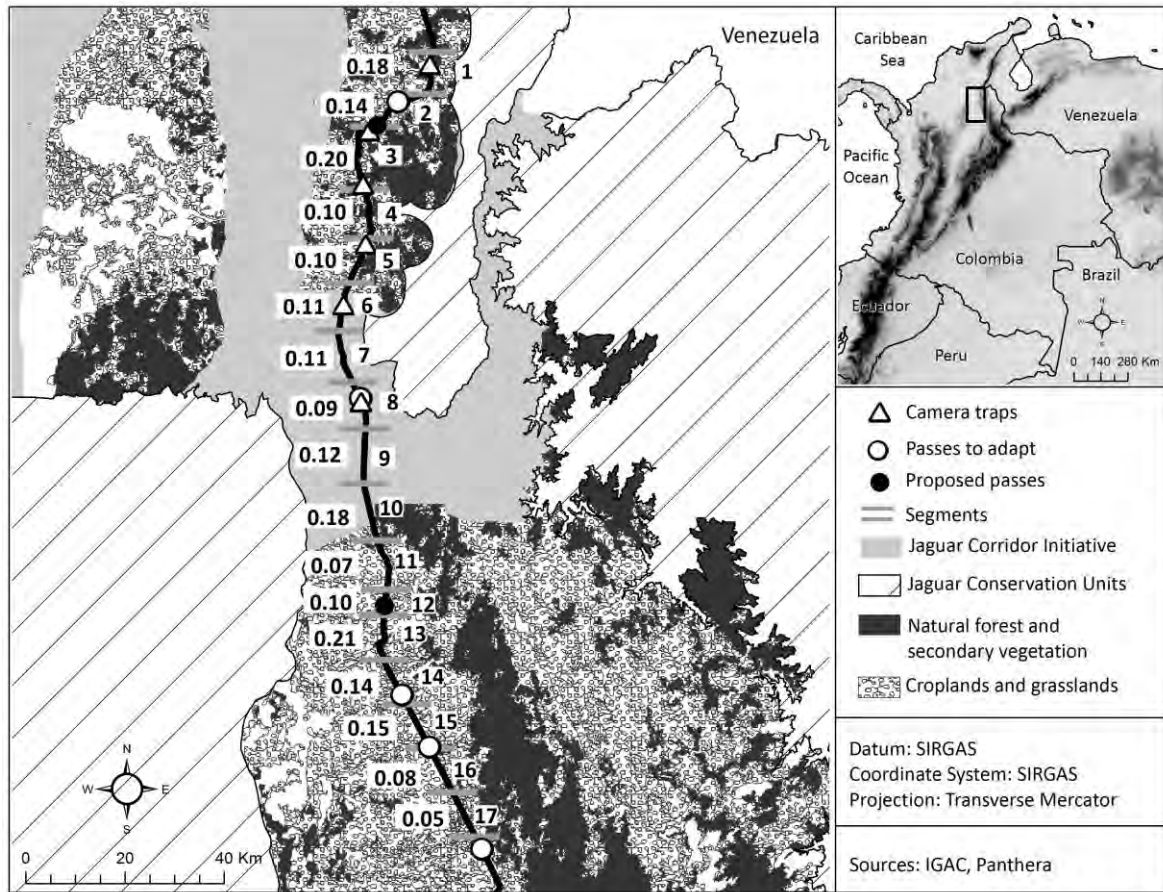 Venezuela
0.18
1
0.14
2
3
0.20
0.10
4
0.10
5
0.11
6
0.11
7
0.09
8
0.12
9
10
0.18
0.07
11
0.10
12
0.21
13
0.14
14
0.15
15
0.08
16
0.05
17
N
W
E
S
0
20
40 Km
Caribbean
Sea
Venezuela
Pacific
Ocean
Colombia
Brazil
Ecuador
Peru
N
W
E
S
0 140 280 Km
Camera traps
Passes to adapt
Proposed passes
Segments
Jaguar Corridor Initiative
Jaguar Conservation Units
Natural forest and
secondary vegetation
Croplands and grasslands
Datum: SIRGAS
Coordinate System: SIRGAS
Projection: Transverse Mercator
Sources: IGAC, Panthera